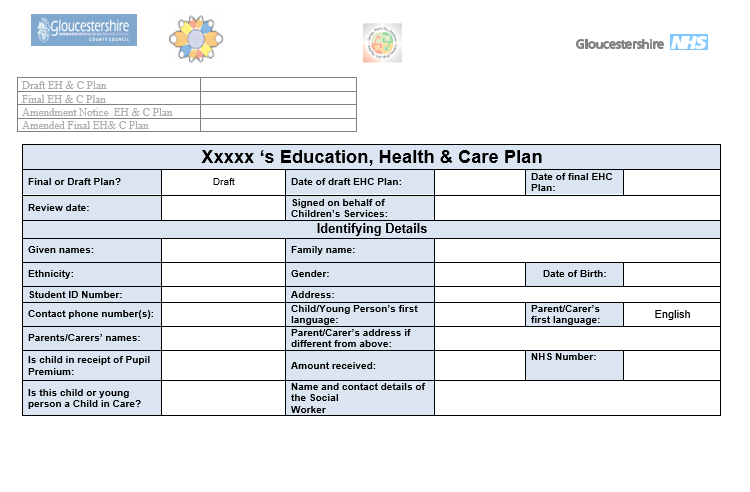 Gloucestershire
COUNTY COUNCIL
Gloucestershire NHS
Draft EH & C Plan
Final EH & C Plan
Amendment Notice  EH & C Plan
Amended Final EH& C Plan
Xxxxx ‘s Education, Health & Care Plan
Final or Draft Plan? Draft Date of draft EHC Plan: Date of final EHC
Plan:
Review date: Signed on behalf of
Children’s Services:
Identifying Details
Given names: Family name:
Ethnicity: Gender: Date of Birth:
Student ID Number: Address:
Contact phone number(s): Child/Young Person’s first
language: Parent/Carer’s
first language: English
Parents/Carers’ names: Parent/Carer’s address if
different from above:
Is child in receipt of Pupil
Premium: Amount received: NHS Number:
Is this child or young
person a Child in Care? Name and contact details of
the Social
Worker